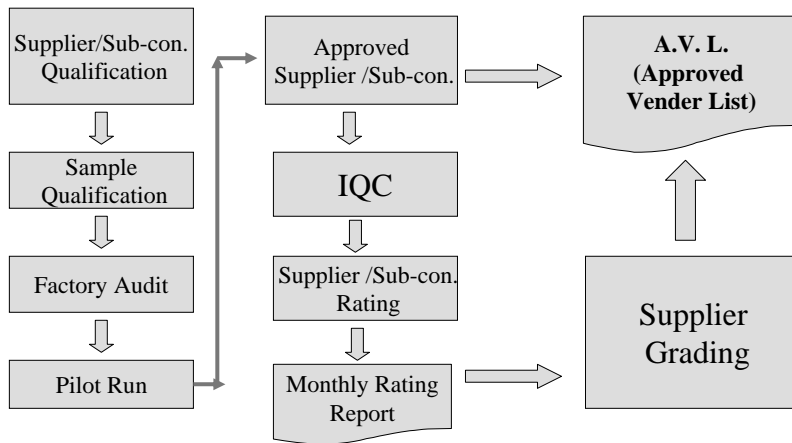 Supplier/Sub-con.
Qualification
Sample
Qualification
Factory Audit
Pilot Run
Approved
Supplier /Sub-con.
IQC
Supplier /Sub-con.
Rating
Monthly Rating
Report
A.V. L.
(Approved
Vender List)
Supplier
Grading